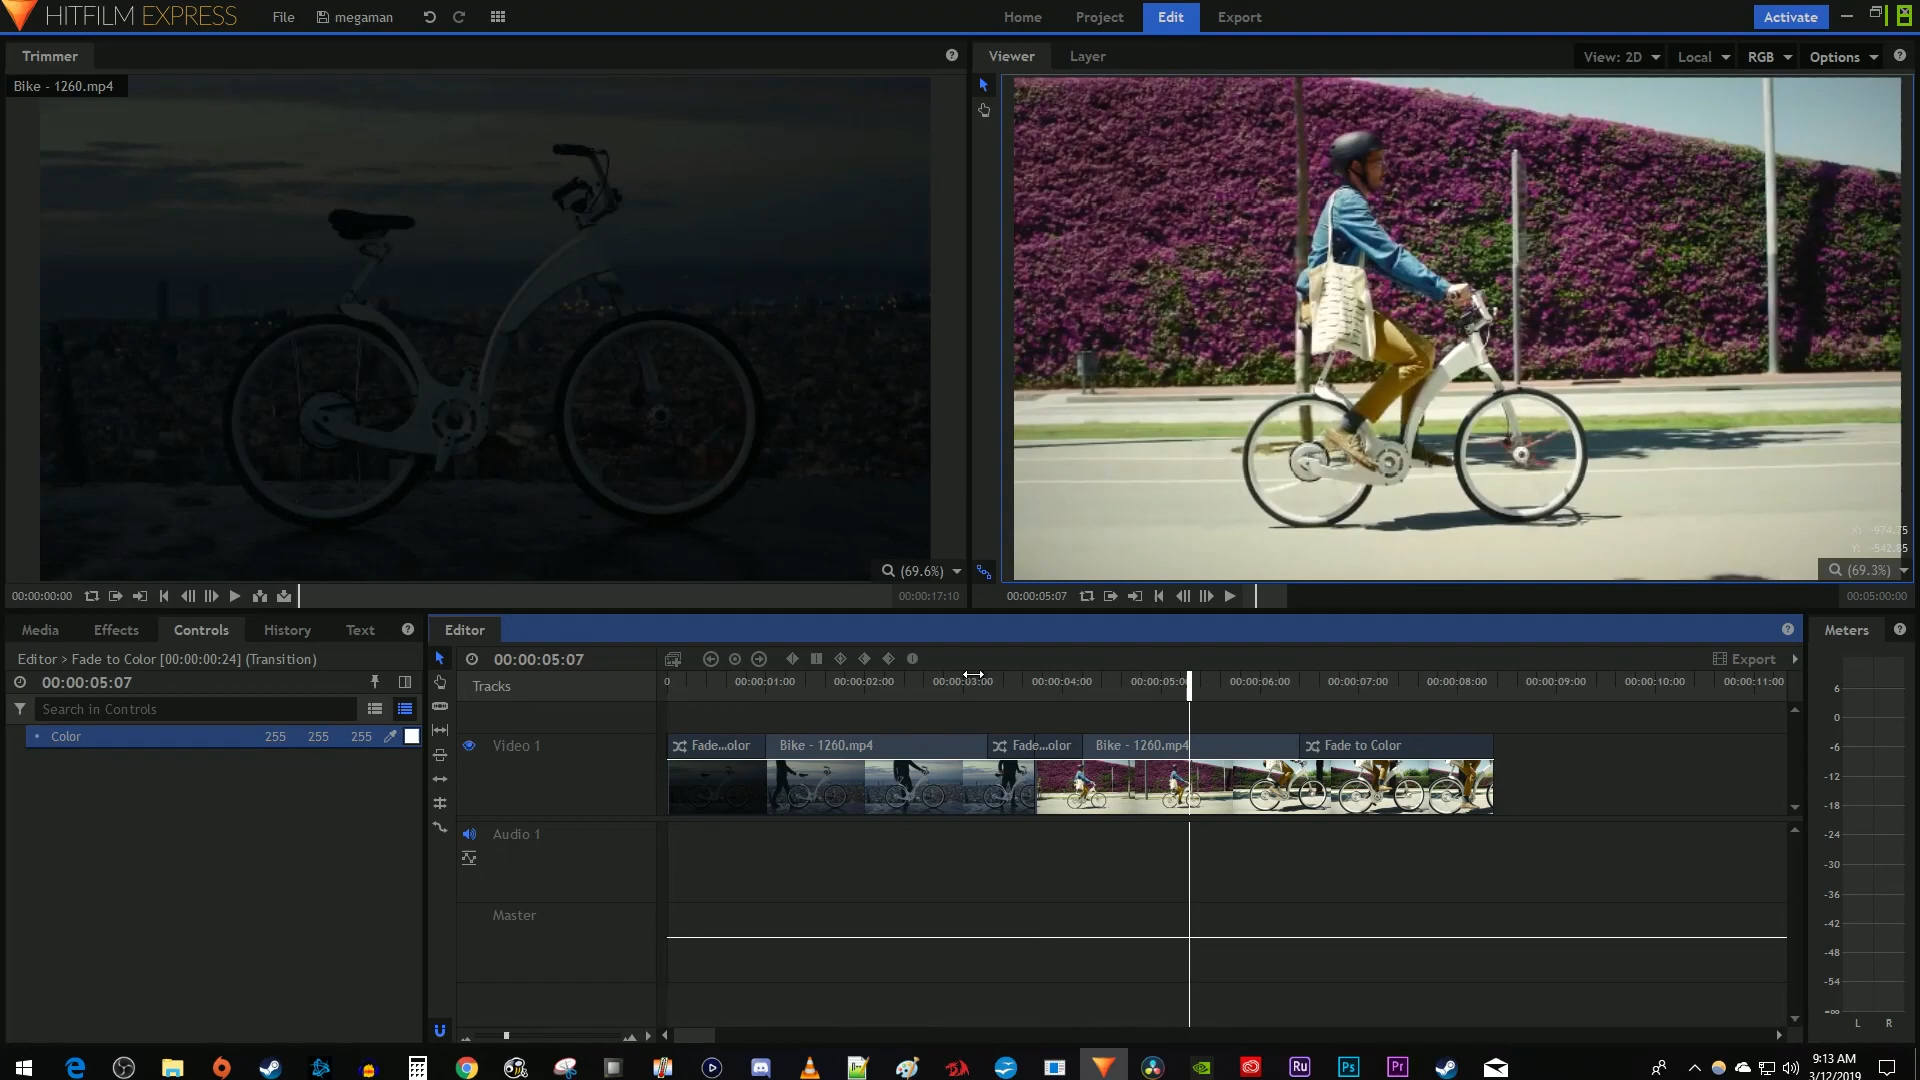 HITFILM EXPRESS
File
megaman
Home
Project
Edit
Export
Activate
Trimmer
Viewer
Layer
View: 2D
Local
RGB
Options
Bike - 1260.mp4
X: -974.75
Y: -542.85
(69.6%)
(69.3%)
00:00:00:00
00:00:17:10
00:00:05:07
00:05:00:00
Media
Effects
Controls
History
Text
Editor
Meters
Editor > Fade to Color [00:00:00:24] (Transition)
00:00:05:07
Search in Controls
Color
255
255
255
00:00:05:07
Export
Tracks
0
00:00:01:00
00:00:02:00
00:00:03:00
00:00:04:00
00:00:05:00
00:00:06:00
00:00:07:00
00:00:08:00
00:00:09:00
00:00:10:00
00:00:11:00
Video 1
Fade...olor
Bike - 1260.mp4
Fade...olor
Bike - 1260.mp4
Fade to Color
Audio 1
Master
6
0
-6
-12
-18
-24
-30
-36
-42
-48
-54
-∞
L
R
Ru
Ps
Pr
9:13 AM
3/12/2019